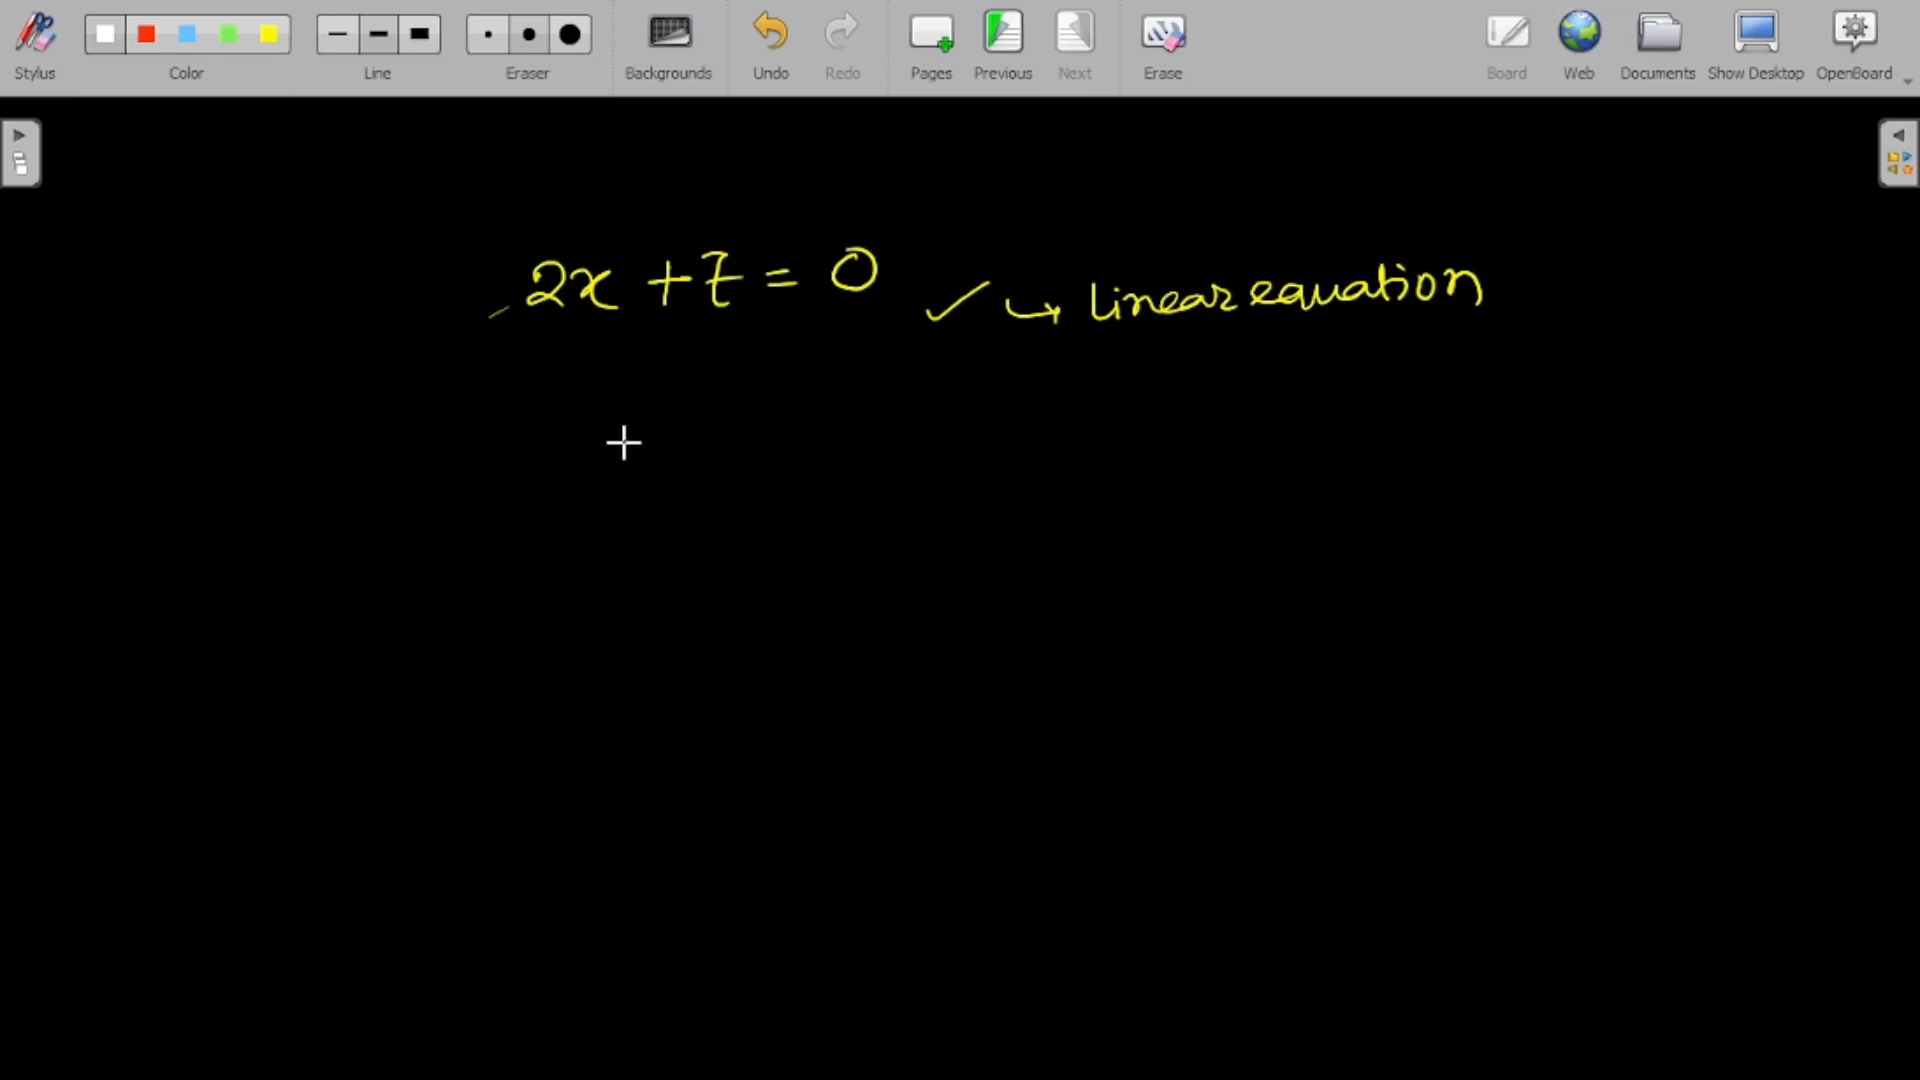 Stylus Color Line Eraser Backgrounds Undo Redo Pages Previous Next Erase Board Web Documents Show Desktop OpenBoard
2x + 7 = 0 ✓ ↪ linear equation